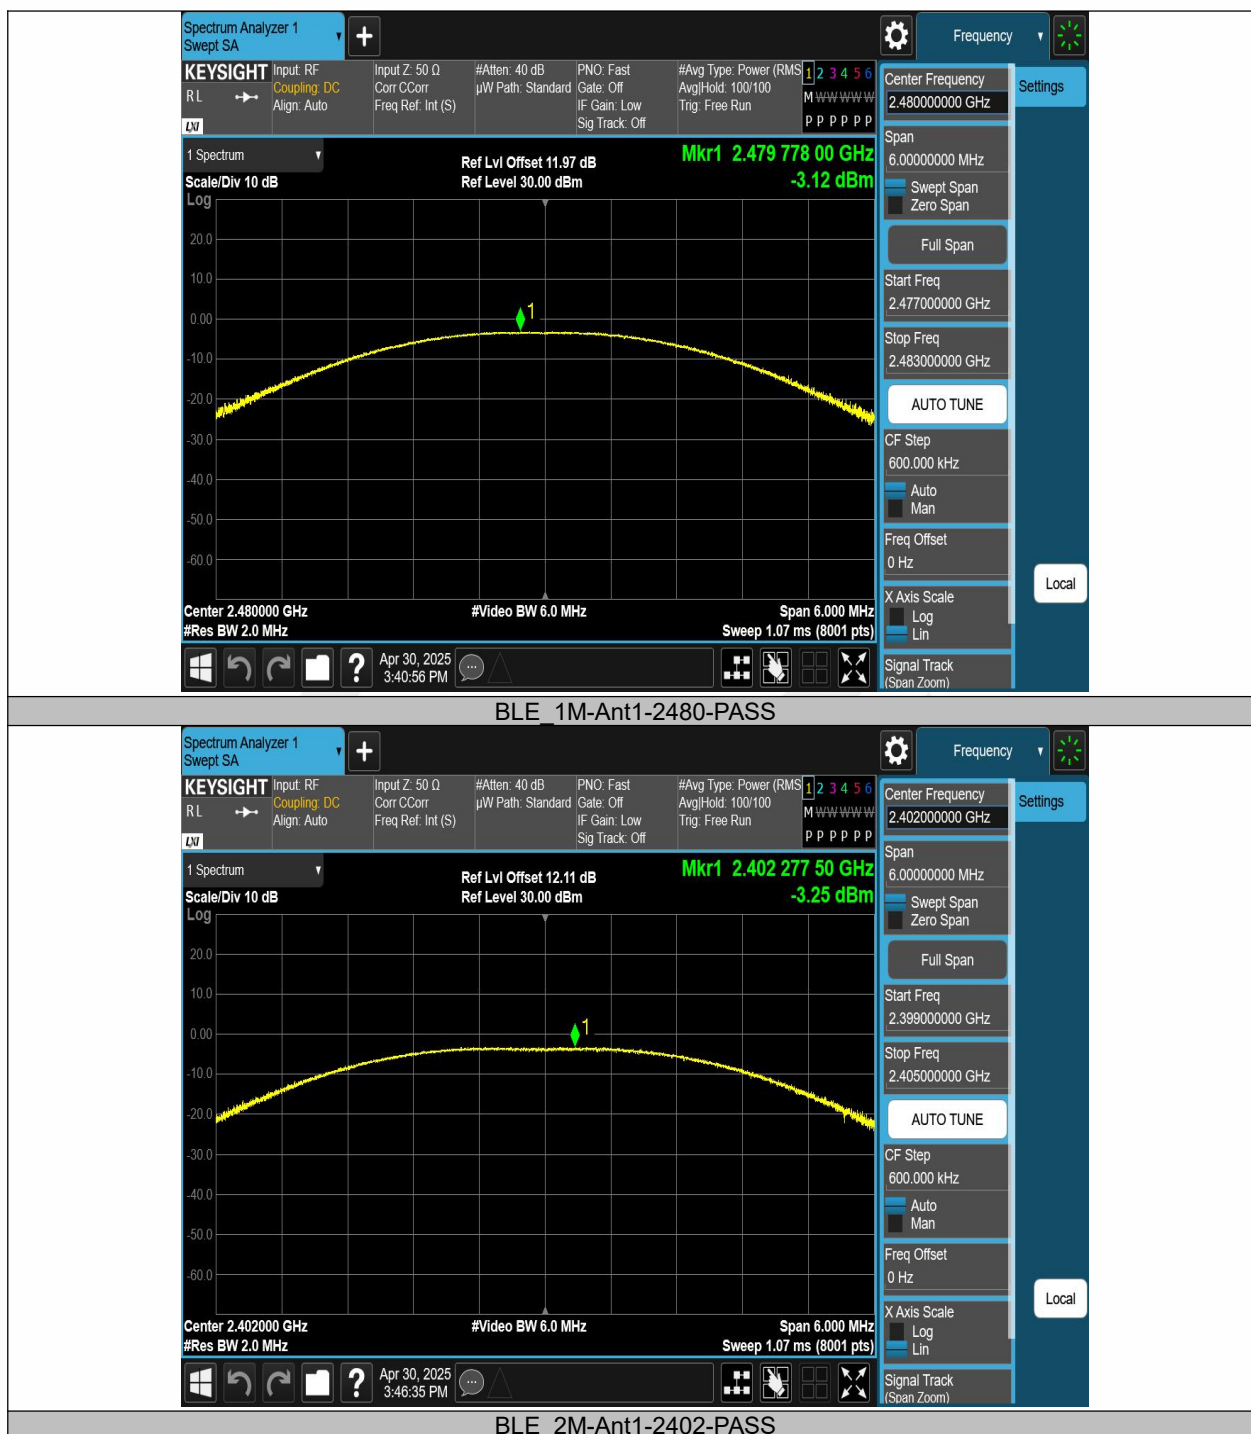 Spectrum Analyzer 1
Swept SA
Frequency
KEYSIGHT
RL
LXI
Input: RF
Coupling: DC
Align: Auto
Input Z: 50 Ω
Corr CCorr
Freq Ref: Int (S)
#Atten: 40 dB
µW Path: Standard
PNO: Fast
Gate: Off
IF Gain: Low
Sig Track: Off
#Avg Type: Power (RMS
Avg|Hold: 100/100
Trig: Free Run
1 2 3 4 5 6
M W W W W W
P P P P P P
Center Frequency
2.480000000 GHz
Settings
Span
6.00000000 MHz
Swept Span
Zero Span
Full Span
Start Freq
2.477000000 GHz
Stop Freq
2.483000000 GHz
AUTO TUNE
CF Step
600.000 kHz
Auto
Man
Freq Offset
0 Hz
X Axis Scale
Log
Lin
Signal Track
(Span Zoom)
Local
1 Spectrum
Scale/Div 10 dB
Log
Ref Lvl Offset 11.97 dB
Ref Level 30.00 dBm
Mkr1 2.479 778 00 GHz
-3.12 dBm
20.0
10.0
0.00
1
-10.0
-20.0
-30.0
-40.0
-50.0
-60.0
Center 2.480000 GHz
#Video BW 6.0 MHz
Span 6.000 MHz
#Res BW 2.0 MHz
Sweep 1.07 ms (8001 pts)
?
Apr 30, 2025
3:40:56 PM
BLE_1M-Ant1-2480-PASS
Spectrum Analyzer 1
Swept SA
Frequency
KEYSIGHT
RL
LXI
Input: RF
Coupling: DC
Align: Auto
Input Z: 50 Ω
Corr CCorr
Freq Ref: Int (S)
#Atten: 40 dB
µW Path: Standard
PNO: Fast
Gate: Off
IF Gain: Low
Sig Track: Off
#Avg Type: Power (RMS
Avg|Hold: 100/100
Trig: Free Run
1 2 3 4 5 6
M W W W W W
P P P P P P
Center Frequency
2.402000000 GHz
Settings
Span
6.00000000 MHz
Swept Span
Zero Span
Full Span
Start Freq
2.399000000 GHz
Stop Freq
2.405000000 GHz
AUTO TUNE
CF Step
600.000 kHz
Auto
Man
Freq Offset
0 Hz
X Axis Scale
Log
Lin
Signal Track
(Span Zoom)
Local
1 Spectrum
Scale/Div 10 dB
Log
Ref Lvl Offset 12.11 dB
Ref Level 30.00 dBm
Mkr1 2.402 277 50 GHz
-3.25 dBm
20.0
10.0
0.00
1
-10.0
-20.0
-30.0
-40.0
-50.0
-60.0
Center 2.402000 GHz
#Video BW 6.0 MHz
Span 6.000 MHz
#Res BW 2.0 MHz
Sweep 1.07 ms (8001 pts)
?
Apr 30, 2025
3:46:35 PM
BLE_2M-Ant1-2402-PASS